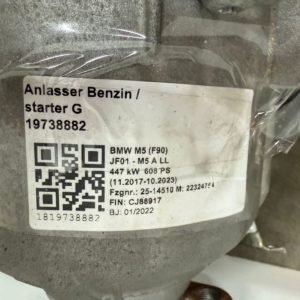 Anlasser Benzin /
starter G
19738882
BMW M5 (F90)
JF01 - M5 A LL
447 kW 608 PS
(11.2017-10.2023)
Fzgnr.: 25-14510 M: 22324754
FIN: CJ88917
BJ: 01/2022
1819738882